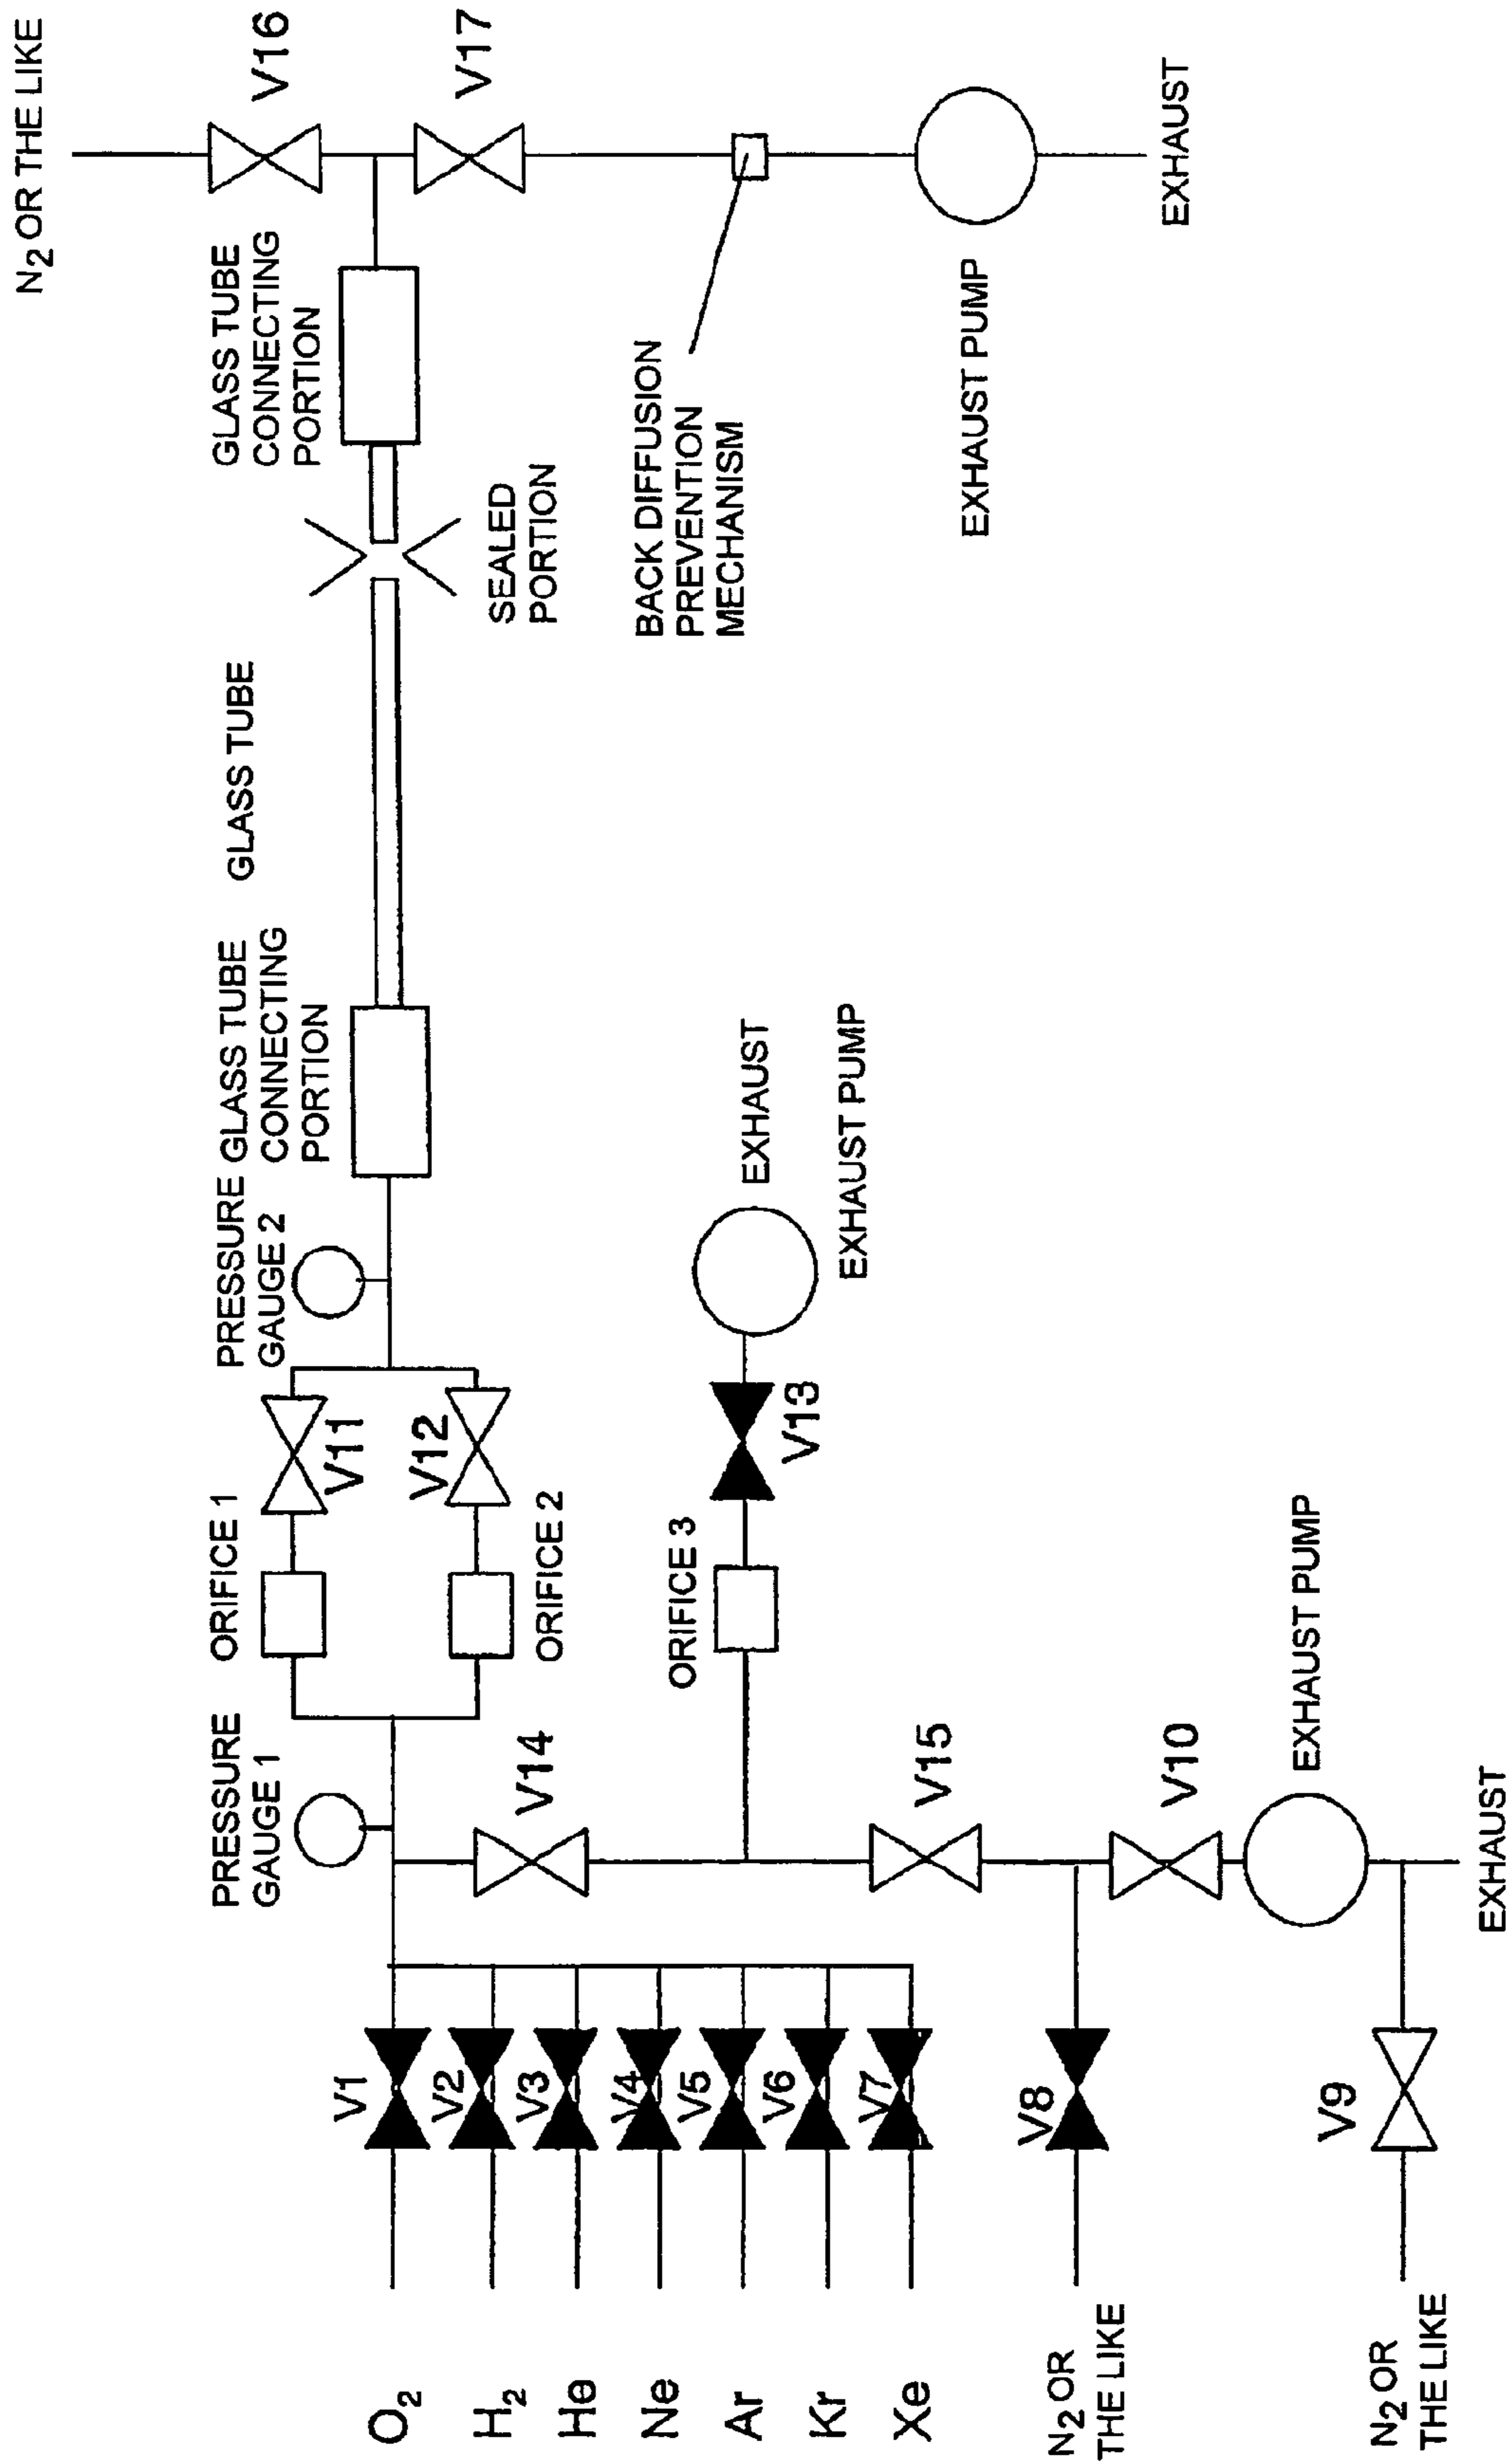 N₂ OR THE LIKE
V16
V17
GLASS TUBE
CONNECTING
PORTION
SEALED
PORTION
BACK DIFFUSION
PREVENTION
MECHANISM
EXHAUST PUMP
EXHAUST
GLASS TUBE
GLASS TUBE
CONNECTING
PORTION
PRESSURE
GAUGE 2
V11
V12
ORIFICE 1
ORIFICE 2
EXHAUST
EXHAUST PUMP
V13
ORIFICE 3
PRESSURE
GAUGE 1
V14
V15
V10
EXHAUST PUMP
EXHAUST
V1
V2
V3
V4
V5
V6
V7
V8
V9
O₂
H₂
He
Ne
Ar
Kr
Xe
N₂ OR
THE LIKE
N₂ OR
THE LIKE